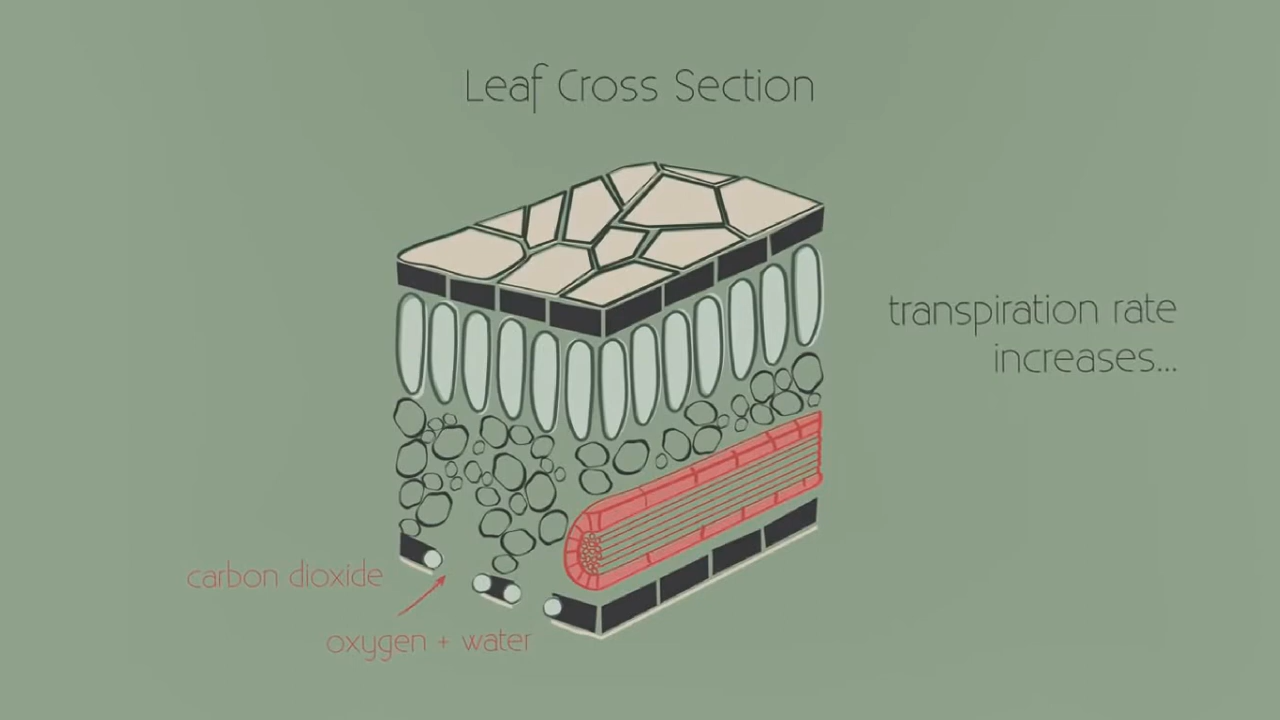 Leaf Cross Section
transpiration rate
increases...
carbon dioxide
oxygen + water